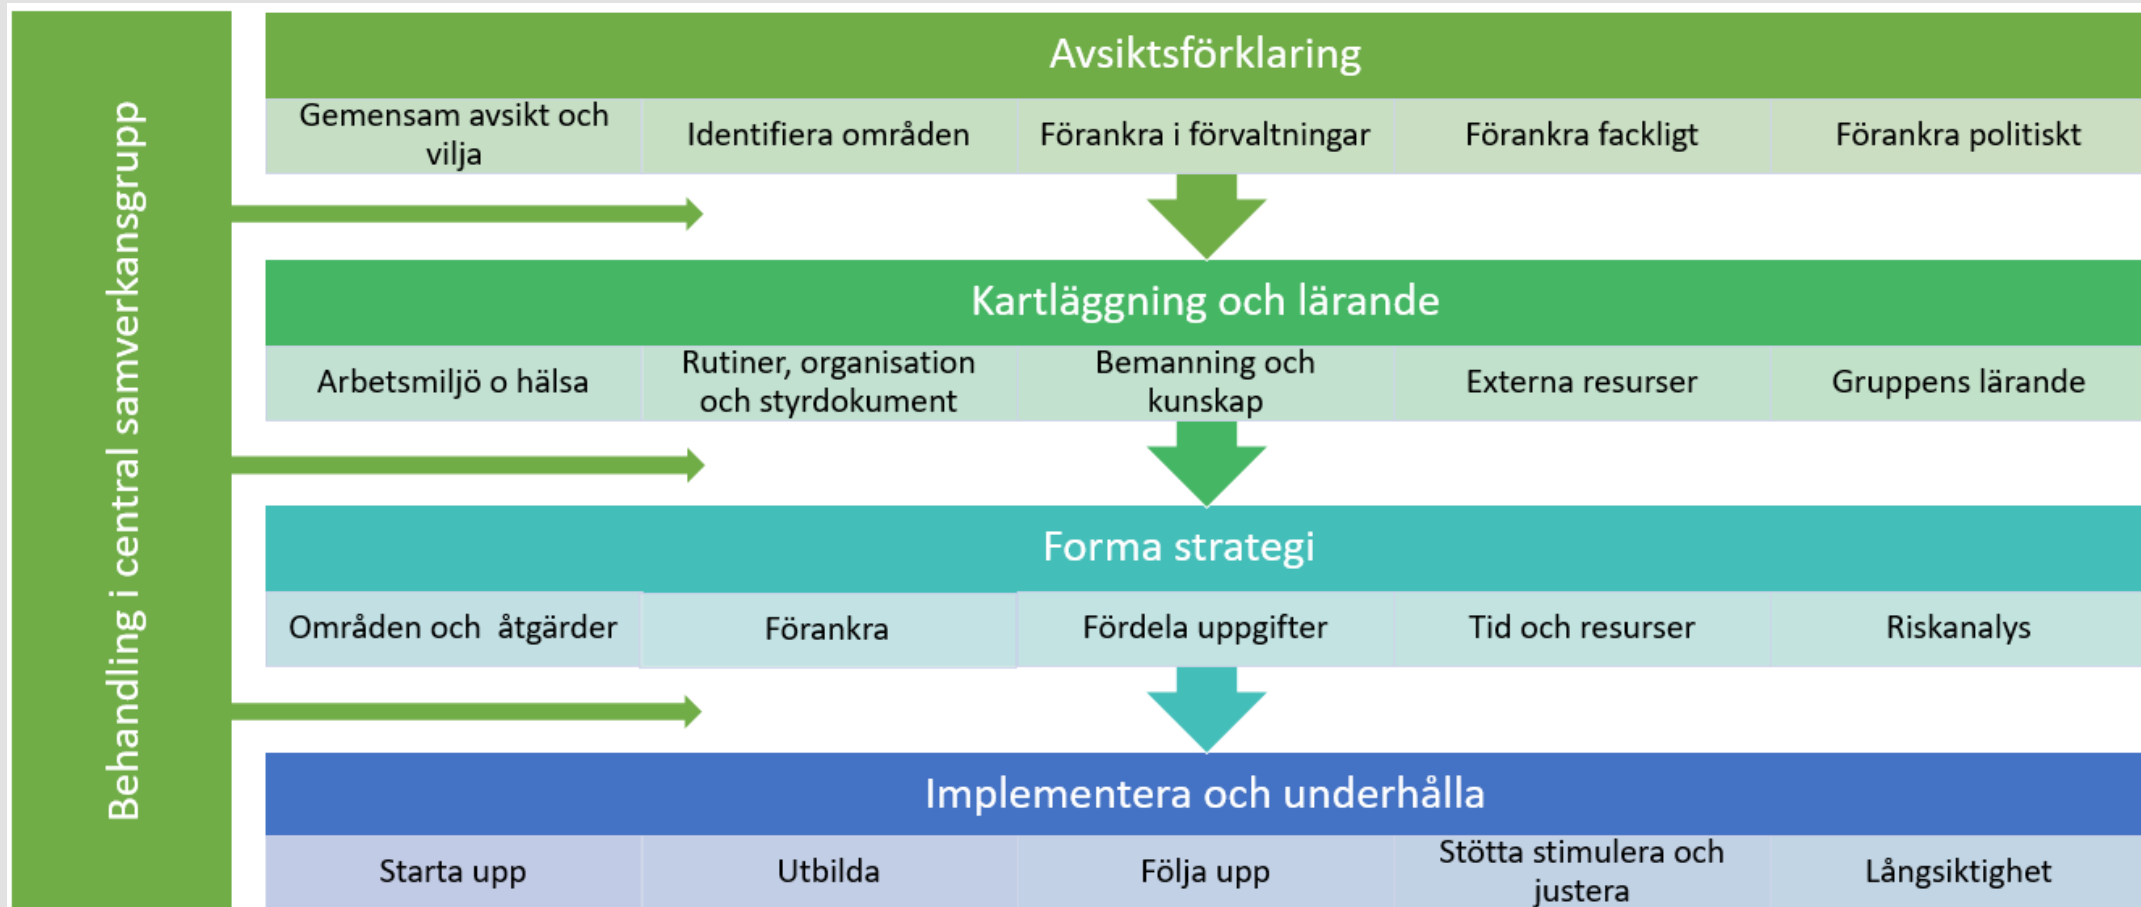 Behandling i central samverkansgrupp
Avsiktsförklaring
Gemensam avsikt och
vilja
Identifiera områden
Förankra i förvaltningar
Förankra fackligt
Förankra politiskt
Kartläggning och lärande
Arbetsmiljö o hälsa
Rutiner, organisation
och styrdokument
Bemanning och
kunskap
Externa resurser
Gruppens lärande
Forma strategi
Områden och åtgärder
Förankra
Fördela uppgifter
Tid och resurser
Riskanalys
Implementera och underhålla
Starta upp
Utbilda
Följa upp
Stötta stimulera och
justera
Långsiktighet